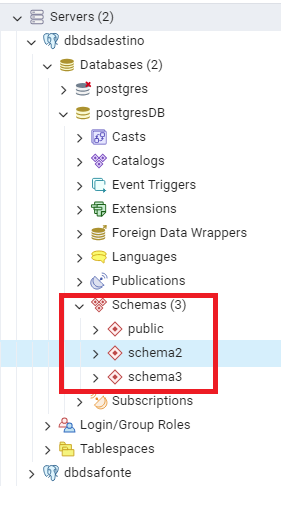 Servers (2)
dbdsadestino
Databases (2)
postgres
postgresDB
Casts
Catalogs
Event Triggers
Extensions
Foreign Data Wrappers
Languages
Publications
Schemas (3)
public
schema2
schema3
Subscriptions
Login/Group Roles
Tablespaces
dbdsafonte